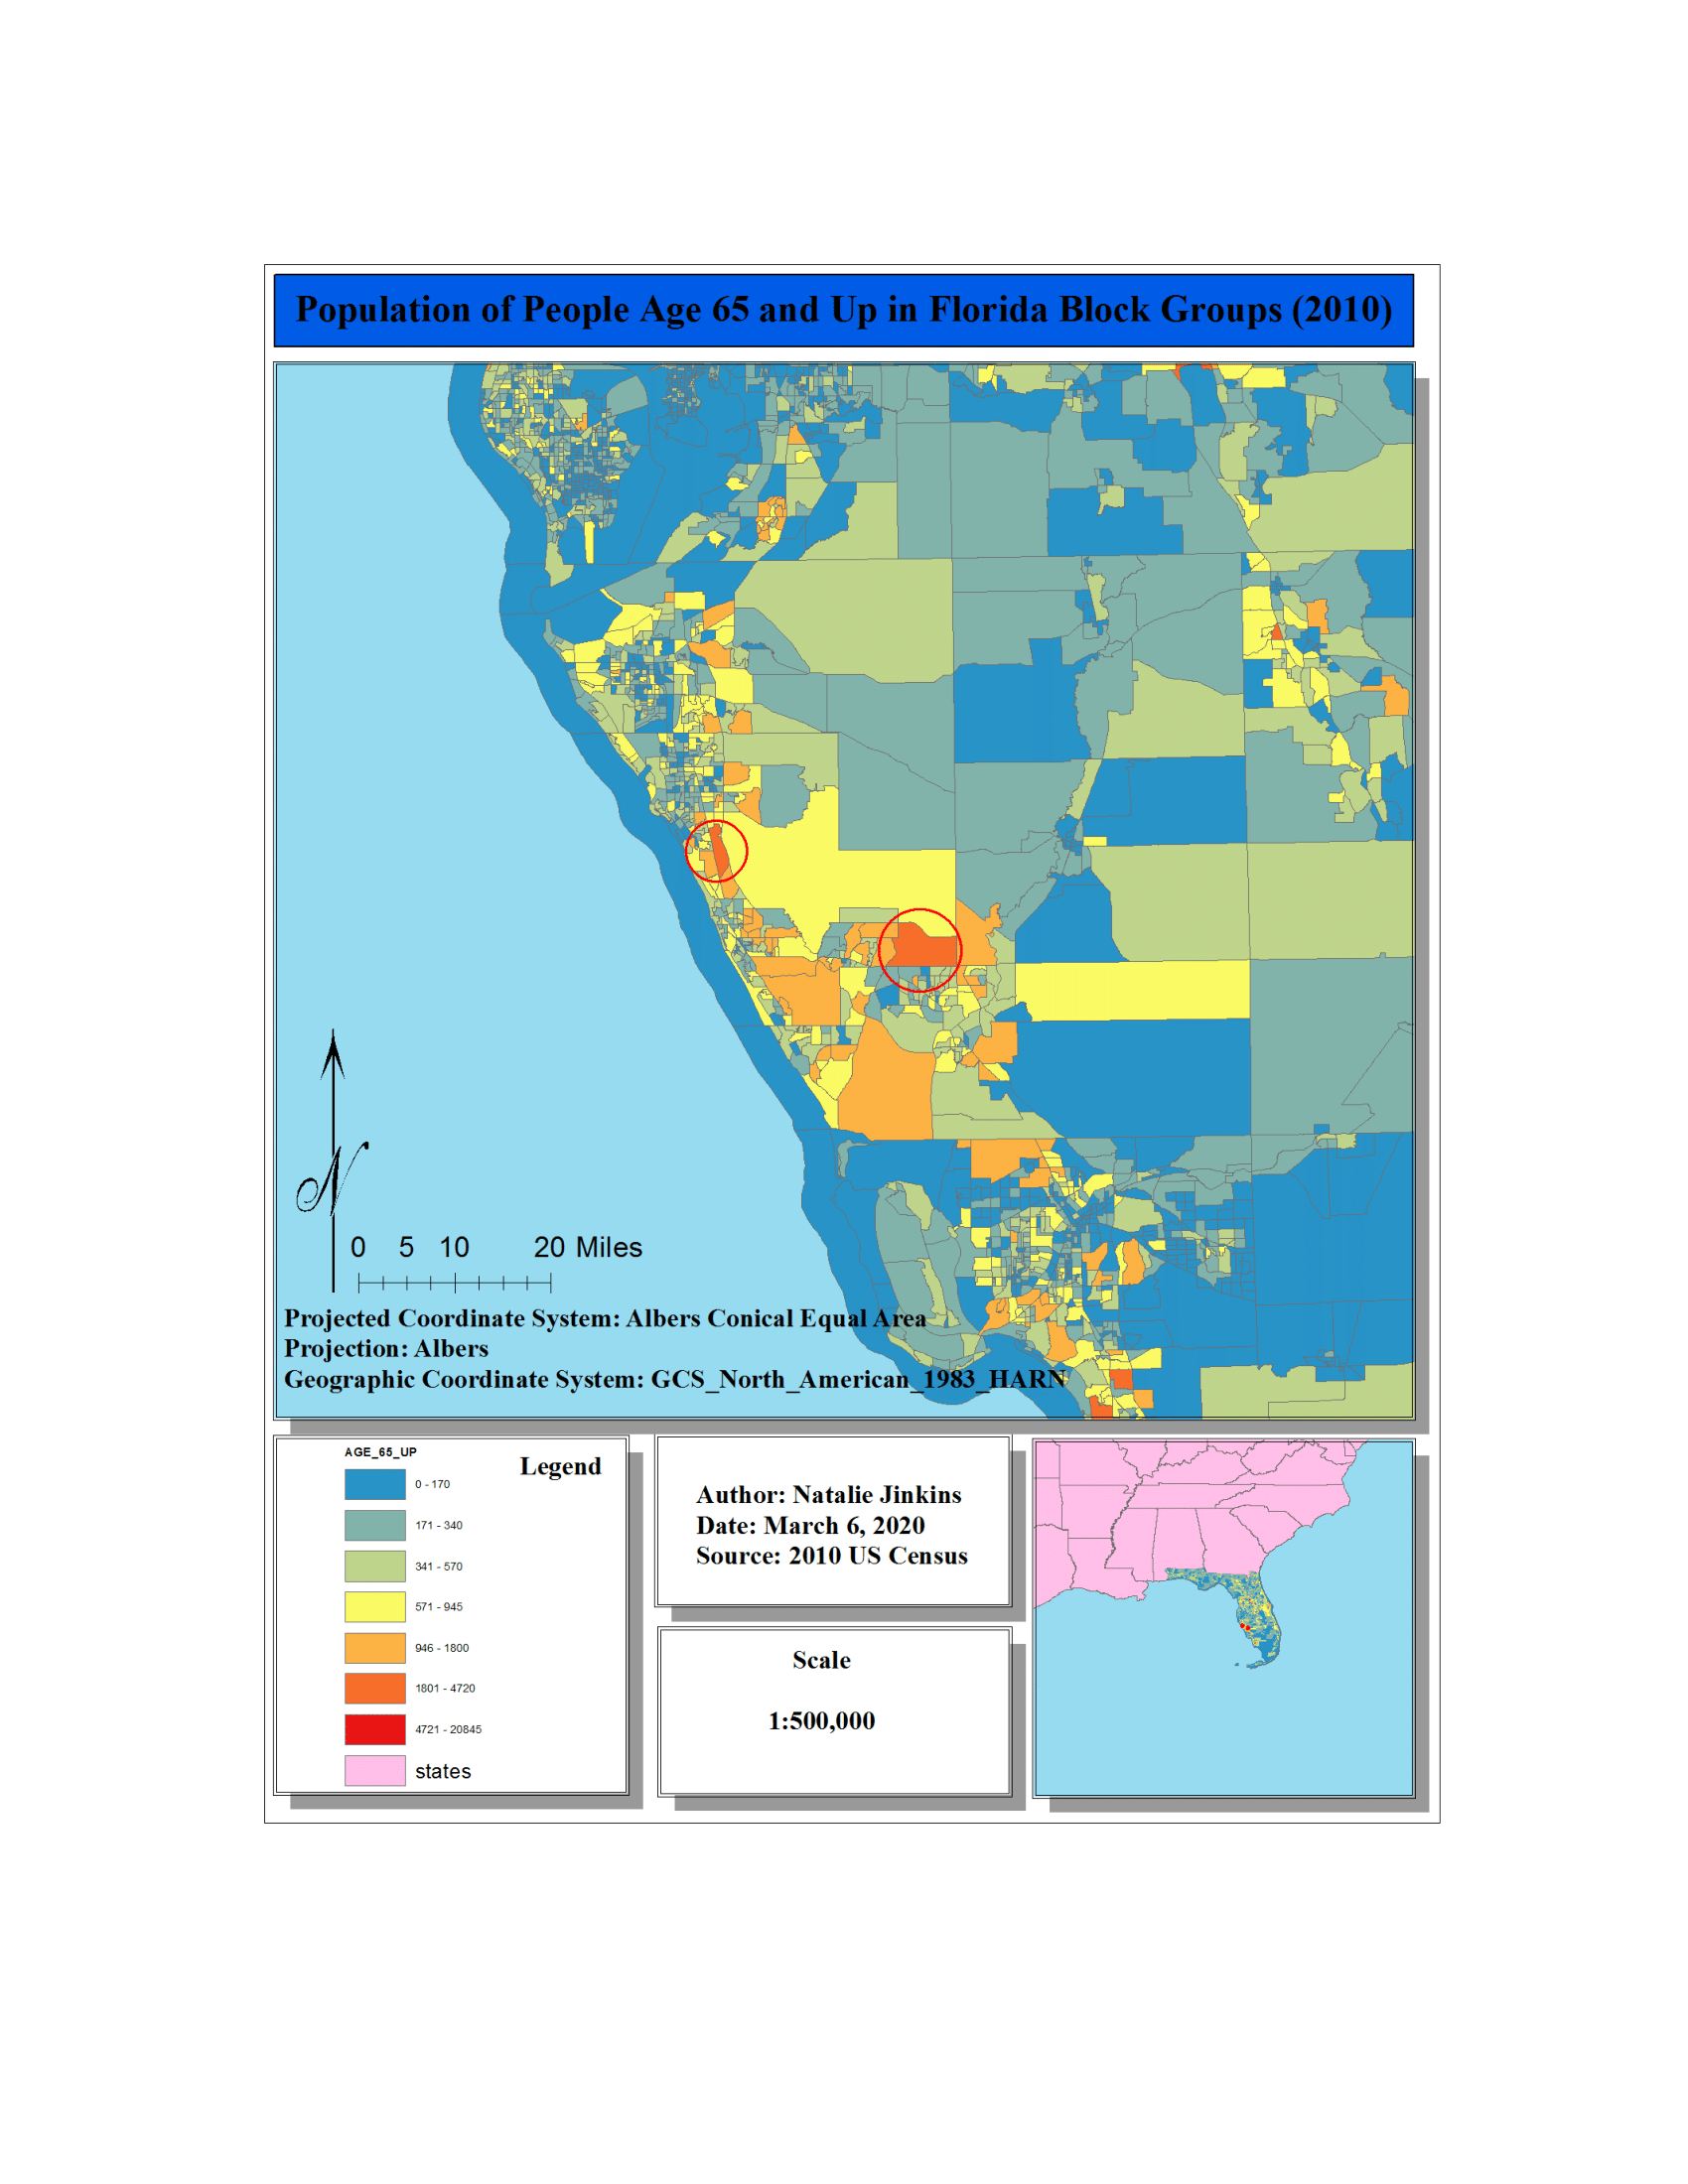 Population of People Age 65 and Up in Florida Block Groups (2010)
N
0 5 10 20 Miles
Projected Coordinate System: Albers Conical Equal Area
Projection: Albers
Geographic Coordinate System: GCS_North_American_1983_HARN
Legend
AGE_65_UP
0 - 170
171 - 340
341 - 570
571 - 945
946 - 1800
1801 - 4720
4721 - 20845
states
Author: Natalie Jinkins
Date: March 6, 2020
Source: 2010 US Census
Scale
1:500,000